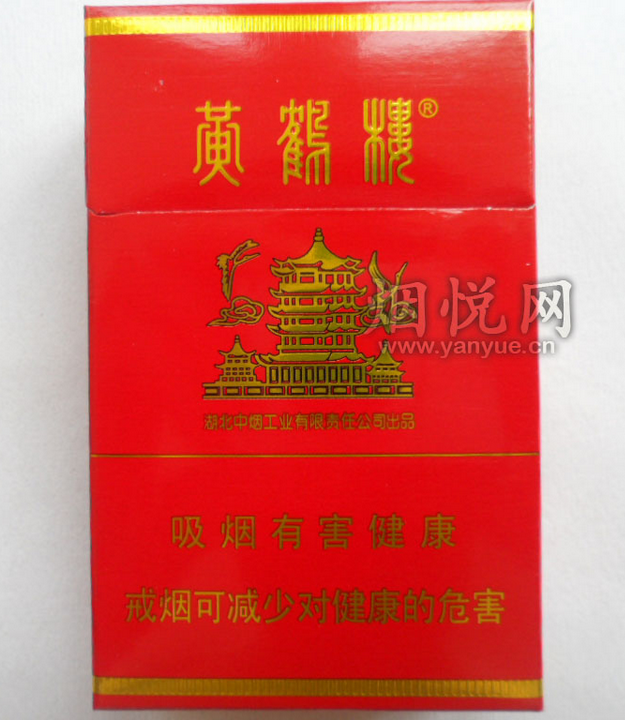 黄鹤楼®
烟悦网
www.yanyue.cn
湖北中烟工业有限责任公司出品
吸烟有害健康
戒烟可减少对健康的危害